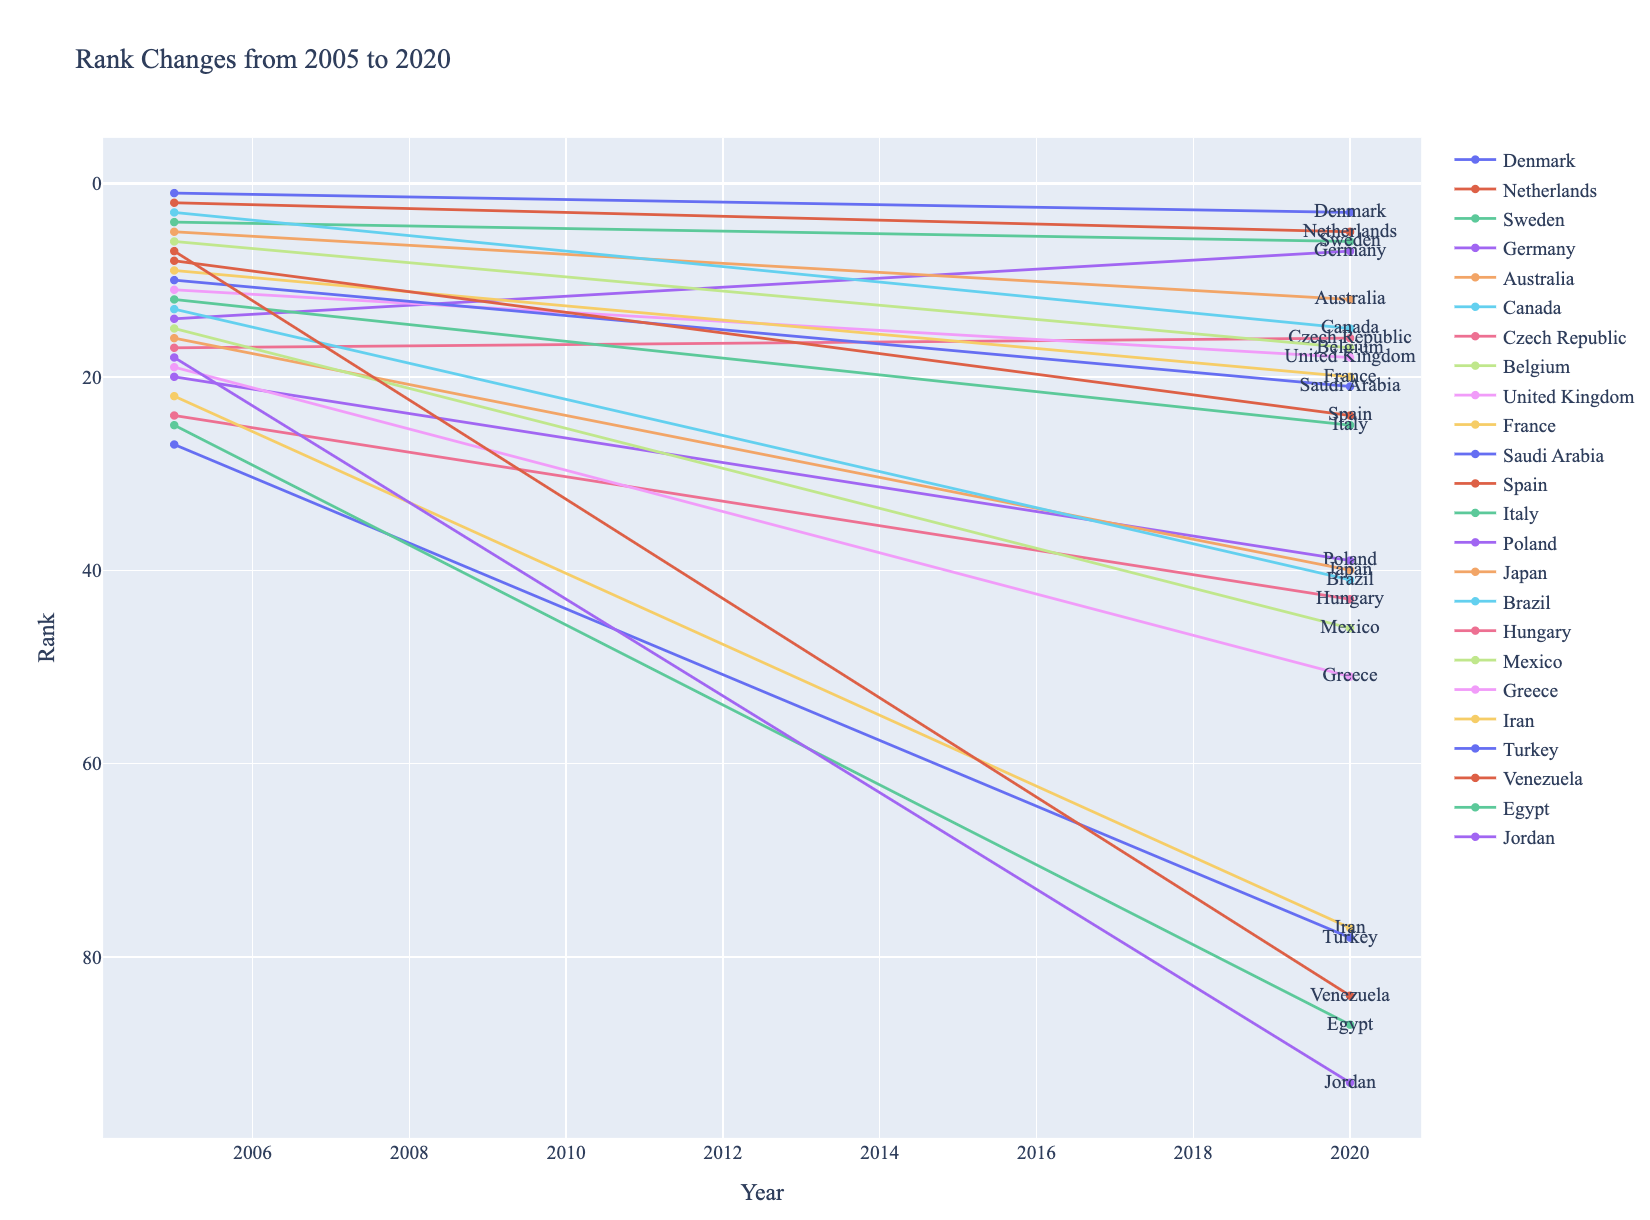 Rank Changes from 2005 to 2020
0
20
40
60
80
Rank
2006
2008
2010
2012
2014
2016
2018
2020
Year
Denmark
Netherlands
Sweden
Germany
Australia
Canada
Czech Republic
Belgium
United Kingdom
France
Saudi Arabia
Spain
Italy
Poland
Japan
Brazil
Hungary
Mexico
Greece
Iran
Turkey
Venezuela
Egypt
Jordan
Denmark
Netherlands
Sweden
Germany
Australia
Canada
Czech Republic
Belgium
United Kingdom
France
Saudi Arabia
Spain
Italy
Poland
Japan
Brazil
Hungary
Mexico
Greece
Iran
Turkey
Venezuela
Egypt
Jordan